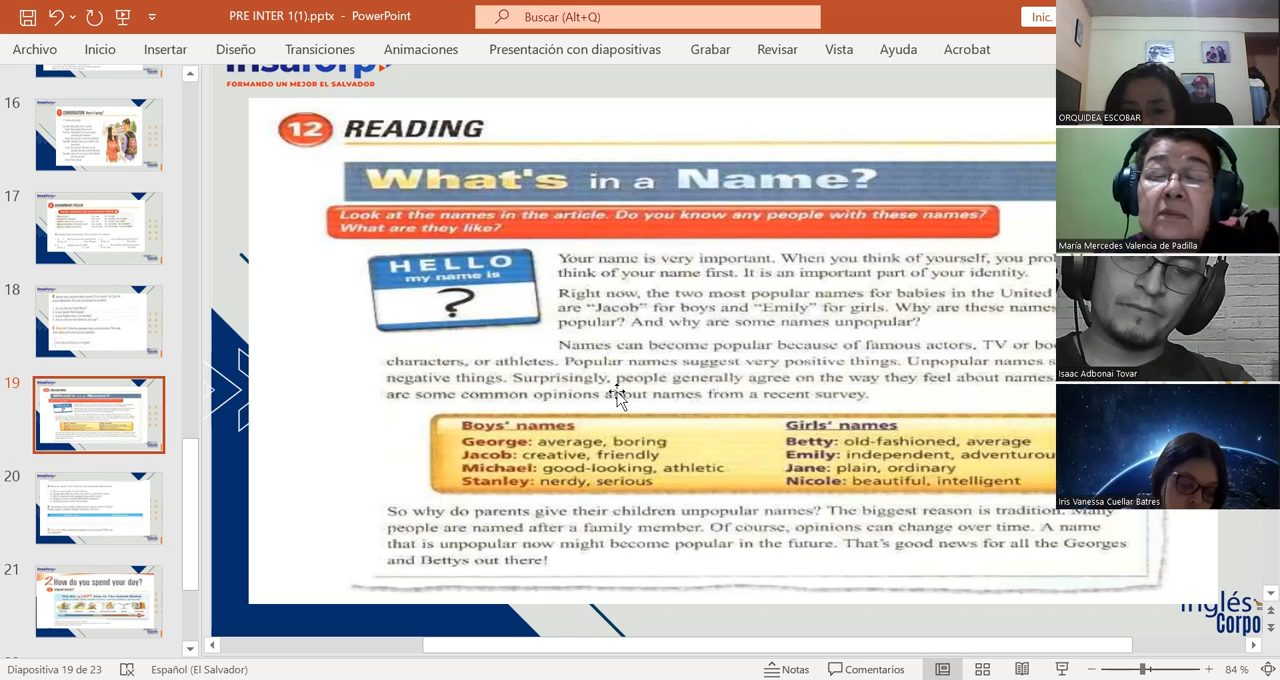 PRE INTER 1(1).pptx - PowerPoint
Buscar (Alt+Q)
Inic.
Archivo Inicio Insertar Diseño Transiciones Animaciones Presentación con diapositivas Grabar Revisar Vista Ayuda Acrobat
FORMANDO UN MEJOR EL SALVADOR
12 READING
What's in a Name?
Look at the names in the article. Do you know any people with these names?
What are they like?
HELLO
my name is
?
Your name is very important. When you think of yourself, you
think of your name first. It is an important part of your identity.
Right now, the two most popular names for babies in the United
are "Jacob" for boys and "Emily" for girls. Why are these names
popular? And why are some names unpopular?
Names can become popular because of famous actors, TV or
characters, or athletes. Popular names suggest very positive things. Unpopular names
negative things. Surprisingly, people generally agree on the way they feel about names.
are some common opinions about names from a recent survey.
Boys' names
George: average, boring
Jacob: creative, friendly
Michael: good-looking, athletic
Stanley: nerdy, serious
Girls' names
Betty: old-fashioned, average
Emily: independent, adventurou
Jane: plain, ordinary
Nicole: beautiful, intelligent
So why do parents give their children unpopular names? The biggest reason is tradition. Many
people are named after a family member. Of course, opinions can change over time. A name
that is unpopular now might become popular in the future. That's good news for all the Georges
and Bettys out there!
inglés
Corpo
16
CONVERSATION
17
GRAMMAR FOCUS
18
19
20
21
2 How do you spend your day?
ORQUIDEA ESCOBAR
María Mercedes Valencia de Padilla
Isaac Adbonai Tovar
Iris Vanessa Cuellar Batres
Diapositiva 19 de 23 Español (El Salvador) Notas Comentarios 84 %